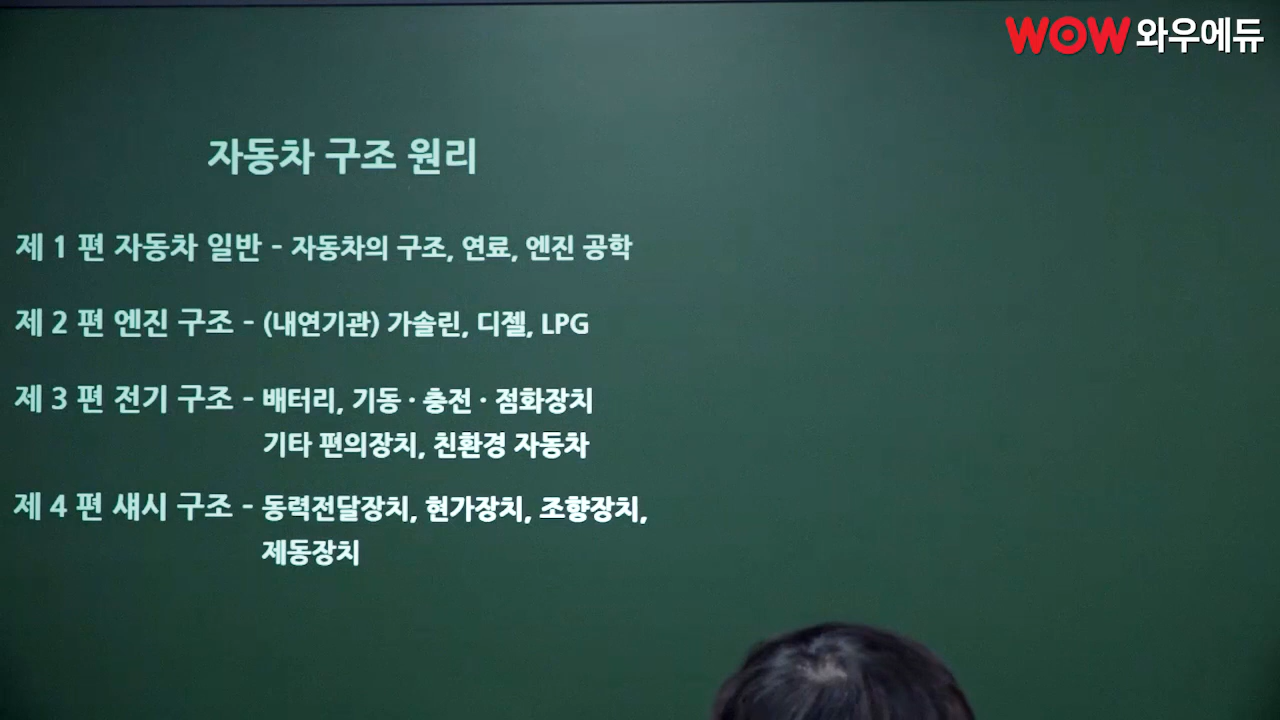 WOW 와우에듀
자동차 구조 원리
제 1 편 자동차 일반 - 자동차의 구조, 연료, 엔진 공학
제 2 편 엔진 구조 - (내연기관) 가솔린, 디젤, LPG
제 3 편 전기 구조 - 배터리, 기동 · 충전 · 점화장치
기타 편의장치, 친환경 자동차
제 4 편 섀시 구조 - 동력전달장치, 현가장치, 조향장치,
제동장치